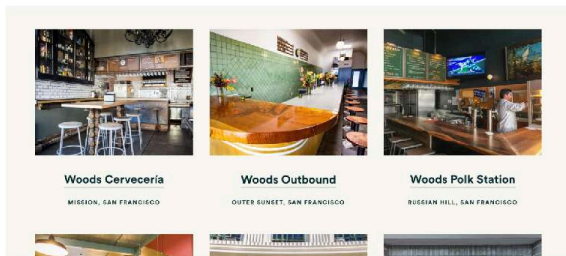 Woods Cervecería
Woods Outbound
Woods Polk Station
MISSION, SAN FRANCISCO
OUTER SUNSET, SAN FRANCISCO
RUSSIAN HILL, SAN FRANCISCO